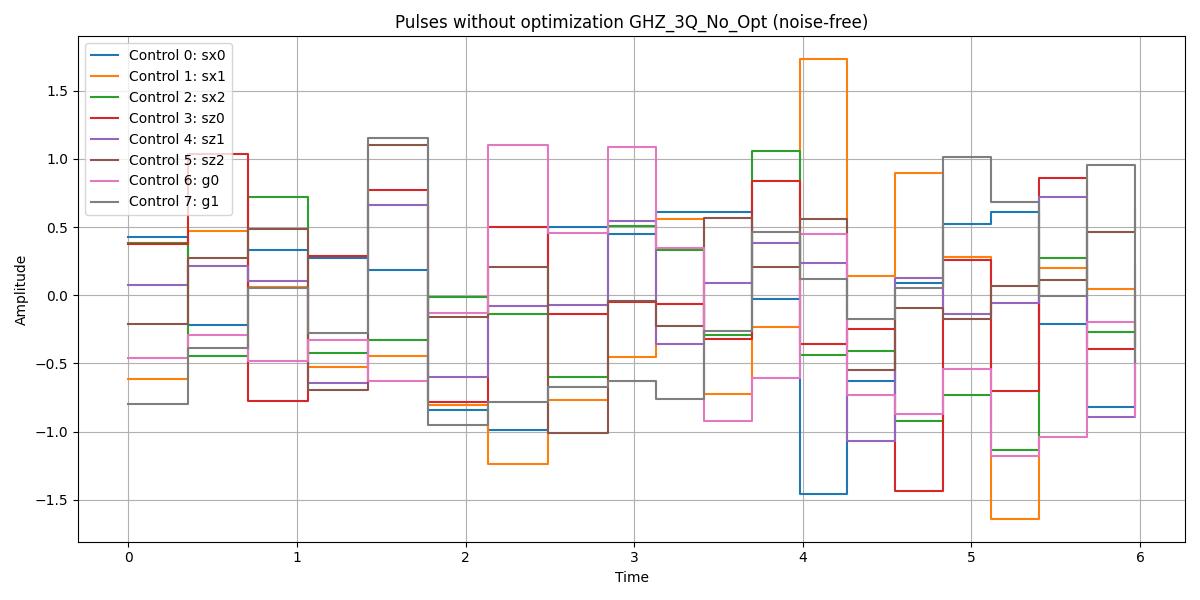 Pulses without optimization GHZ_3Q_No_Opt (noise-free)
Control 0: sx0
Control 1: sx1
Control 2: sx2
Control 3: sz0
Control 4: sz1
Control 5: sz2
Control 6: g0
Control 7: g1
Amplitude
1.5
1.0
0.5
0.0
−0.5
−1.0
−1.5
0 1 2 3 4 5 6
Time